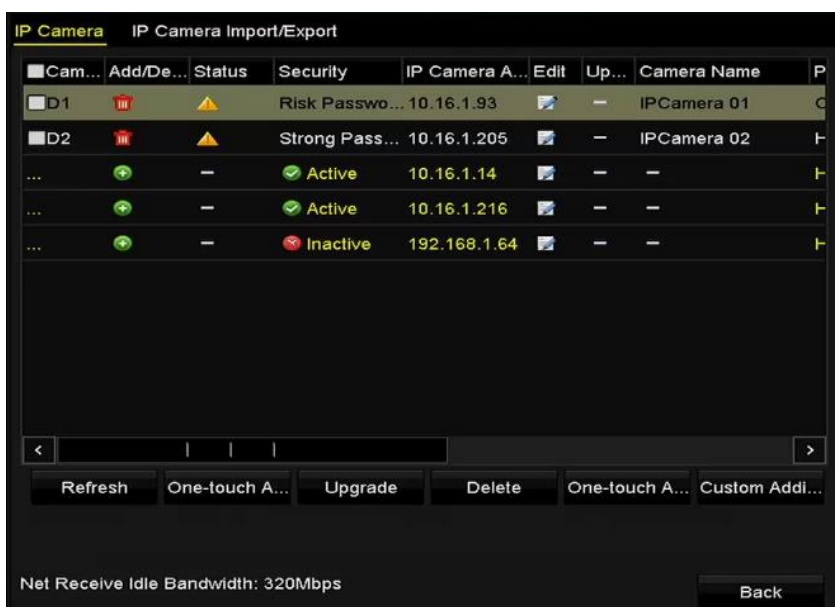 IP Camera IP Camera Import/Export
Cam... Add/De... Status Security IP Camera A... Edit Up... Camera Name P
D1 Risk Passwo... 10.16.1.93 – IPCamera 01
D2 Strong Pass... 10.16.1.205 – IPCamera 02
... – Active 10.16.1.14 – –
... – Active 10.16.1.216 – –
... – Inactive 192.168.1.64 – –
Refresh One-touch A... Upgrade Delete One-touch A... Custom Addi...
Net Receive Idle Bandwidth: 320Mbps Back